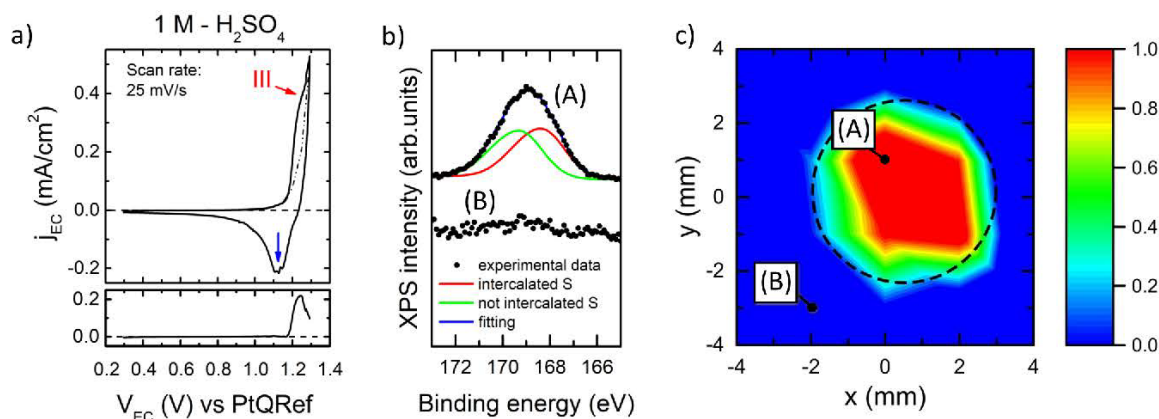 1 M - H₂SO₄
a)
Scan rate:
25 mV/s
III
0.4
0.2
0.0
-0.2
j_EC (mA/cm²)
0.2
0.0
0.2 0.4 0.6 0.8 1.0 1.2 1.4
V_EC (V) vs PtQRef
b)
XPS intensity (arb.units)
(A)
(B)
experimental data
intercalated S
not intercalated S
fitting
172 170 168 166
Binding energy (eV)
c)
4
2
0
-2
-4
y (mm)
(A)
(B)
-4 -2 0 2 4
x (mm)
1.0
0.8
0.6
0.4
0.2
0.0